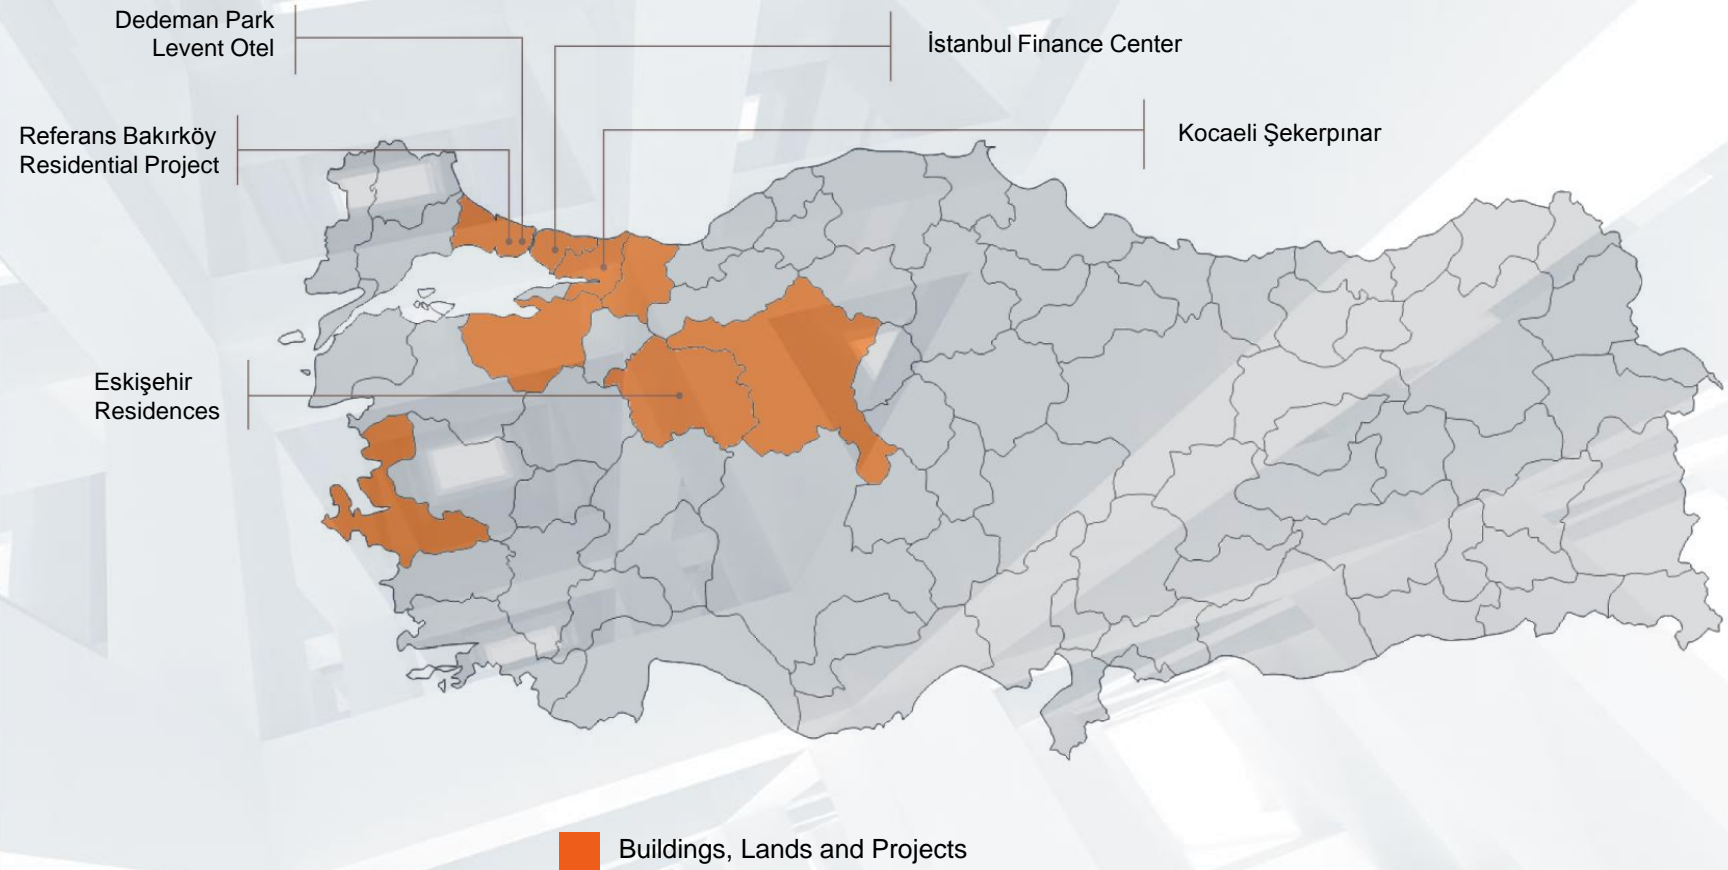 Dedeman Park
Levent Otel
İstanbul Finance Center
Referans Bakırköy
Residential Project
Kocaeli Şekerpınar
Eskişehir
Residences
Buildings, Lands and Projects